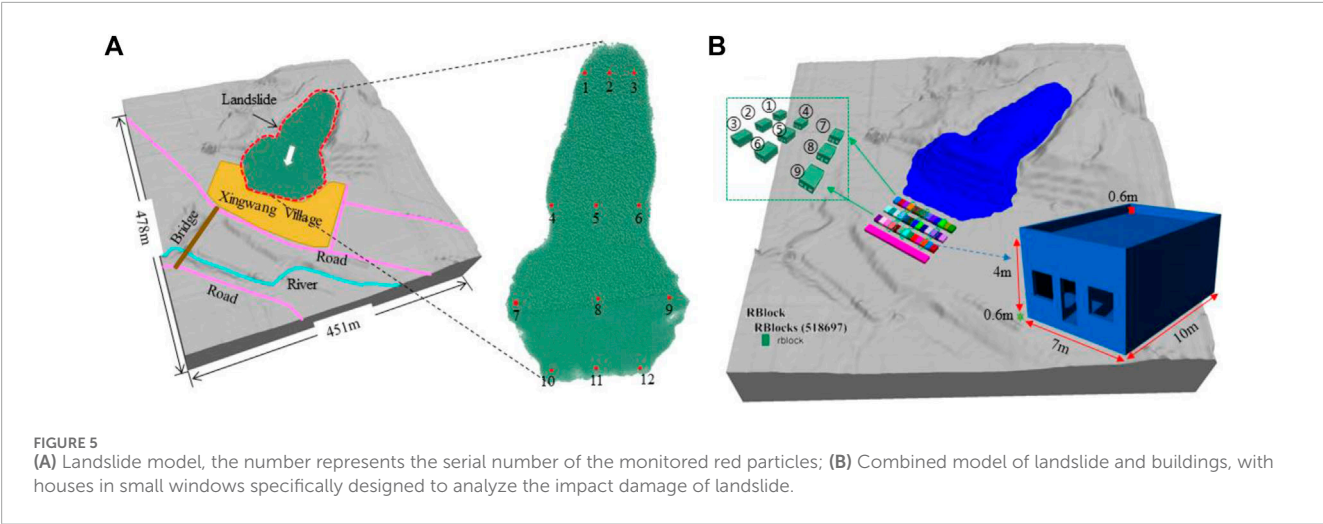 A
Landslide
1 2 3
4 5 6
7 8 9
10 11 12
Xingwang Village
Bridge
Road
River
Road
478m
451m
B
① ② ③ ④ ⑤ ⑥ ⑦ ⑧ ⑨
RBlock
RBlocks (518697)
rblock
0.6m
4m
0.6m
7m
10m
FIGURE 5
(A) Landslide model, the number represents the serial number of the monitored red particles; (B) Combined model of landslide and buildings, with
houses in small windows specifically designed to analyze the impact damage of landslide.